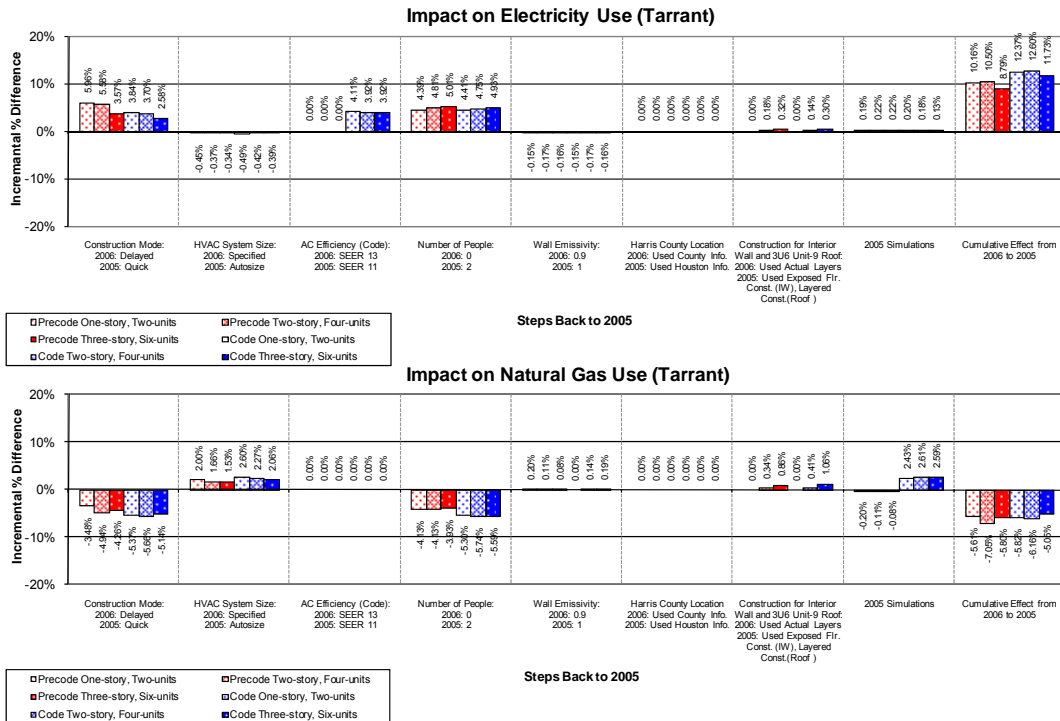 Impact on Electricity Use (Tarrant)
Incremantal % Difference
20%
10%
0%
-10%
-20%
5.96% 5.58% 3.57% 3.84% 3.70% 2.58%
-0.45% -0.37% -0.34% -0.49% -0.42% -0.39%
0.00% 0.00% 0.00% 4.11% 3.92% 3.92%
4.39% 4.81% 5.01% 4.41% 4.75% 4.93%
-0.15% -0.17% -0.16% -0.15% -0.17% -0.16%
0.00% 0.00% 0.00% 0.00% 0.00% 0.00%
0.00% 0.18% 0.32% 0.00% 0.14% 0.30%
0.19% 0.22% 0.22% 0.20% 0.18% 0.13%
10.16% 10.50% 8.79% 12.37% 12.60% 11.73%
Construction Mode:
2006: Delayed
2005: Quick
HVAC System Size:
2006: Specified
2005: Autosize
AC Efficiency (Code):
2006: SEER 13
2005: SEER 11
Number of People:
2006: 0
2005: 2
Wall Emissivity:
2006: 0.9
2005: 1
Harris County Location
2006: Used County Info.
2005: Used Houston Info.
Construction for Interior
Wall and 3U6 Unit-9 Roof:
2006: Used Actual Layers
2005: Used Exposed Flr.
Const. (IW), Layered
Const.(Roof )
2005 Simulations
Cumulative Effect from
2006 to 2005
Steps Back to 2005
Precode One-story, Two-units
Precode Two-story, Four-units
Precode Three-story, Six-units
Code One-story, Two-units
Code Two-story, Four-units
Code Three-story, Six-units
Impact on Natural Gas Use (Tarrant)
Incremental % Difference
20%
10%
0%
-10%
-20%
-3.48% -4.94% -4.26% -5.37% -5.66% -5.14%
2.00% 1.66% 1.53% 2.60% 2.27% 2.06%
0.00% 0.00% 0.00% 0.00% 0.00% 0.00%
-4.13% -4.13% -3.93% -5.30% -5.74% -5.59%
0.20% 0.11% 0.08% 0.00% 0.14% 0.19%
0.00% 0.00% 0.00% 0.00% 0.00% 0.00%
0.00% 0.34% 0.86% 0.00% 0.41% 1.06%
-0.20% -0.11% -0.08% 2.43% 2.61% 2.59%
-5.61% -7.05% -5.80% -5.82% -6.16% -5.05%
Construction Mode:
2006: Delayed
2005: Quick
HVAC System Size:
2006: Specified
2005: Autosize
AC Efficiency (Code):
2006: SEER 13
2005: SEER 11
Number of People:
2006: 0
2005: 2
Wall Emissivity:
2006: 0.9
2005: 1
Harris County Location
2006: Used County Info.
2005: Used Houston Info.
Construction for Interior
Wall and 3U6 Unit-9 Roof:
2006: Used Actual Layers
2005: Used Exposed Flr.
Const. (IW), Layered
Const.(Roof )
2005 Simulations
Cumulative Effect from
2006 to 2005
Steps Back to 2005
Precode One-story, Two-units
Precode Two-story, Four-units
Precode Three-story, Six-units
Code One-story, Two-units
Code Two-story, Four-units
Code Three-story, Six-units